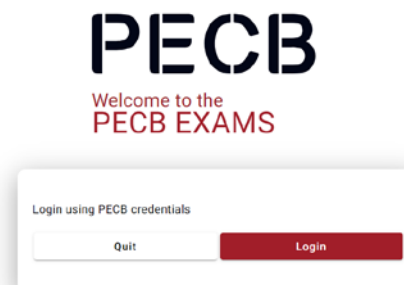 PECB
Welcome to the
PECB EXAMS
Login using PECB credentials
Quit
Login